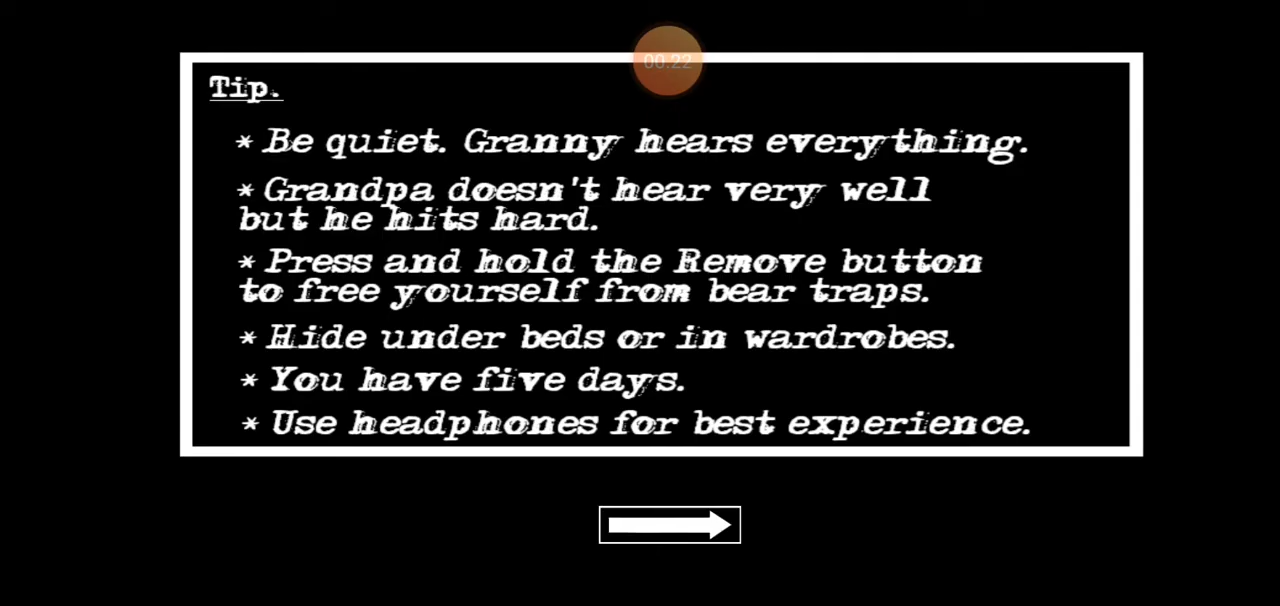 00:22
Tip.
* Be quiet. Granny hears everything.
* Grandpa doesn't hear very well
but he hits hard.
* Press and hold the Remove button
to free yourself from bear traps.
* Hide under beds or in wardrobes.
* You have five days.
* Use headphones for best experience.